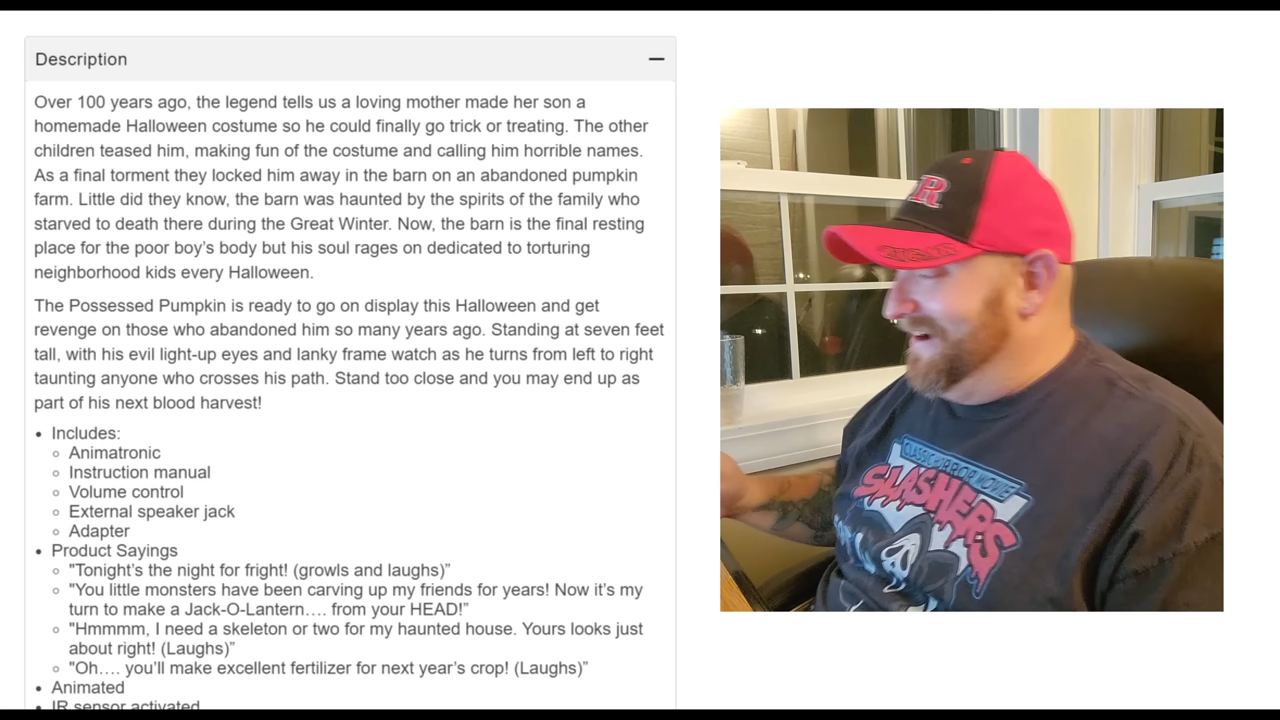 Description
Over 100 years ago, the legend tells us a loving mother made her son a
homemade Halloween costume so he could finally go trick or treating. The other
children teased him, making fun of the costume and calling him horrible names.
As a final torment they locked him away in the barn on an abandoned pumpkin
farm. Little did they know, the barn was haunted by the spirits of the family who
starved to death there during the Great Winter. Now, the barn is the final resting
place for the poor boy’s body but his soul rages on dedicated to torturing
neighborhood kids every Halloween.
The Possessed Pumpkin is ready to go on display this Halloween and get
revenge on those who abandoned him so many years ago. Standing at seven feet
tall, with his evil light-up eyes and lanky frame watch as he turns from left to right
taunting anyone who crosses his path. Stand too close and you may end up as
part of his next blood harvest!
• Includes:
◦ Animatronic
◦ Instruction manual
◦ Volume control
◦ External speaker jack
◦ Adapter
• Product Sayings
◦ "Tonight’s the night for fright! (growls and laughs)”
◦ "You little monsters have been carving up my friends for years! Now it’s my
turn to make a Jack-O-Lantern…. from your HEAD!”
◦ "Hmmmm, I need a skeleton or two for my haunted house. Yours looks just
about right! (Laughs)”
◦ "Oh…. you’ll make excellent fertilizer for next year’s crop! (Laughs)”
• Animated
• IR sensor activated
R
CLASSIC HORROR MOVIE
SLASHERS